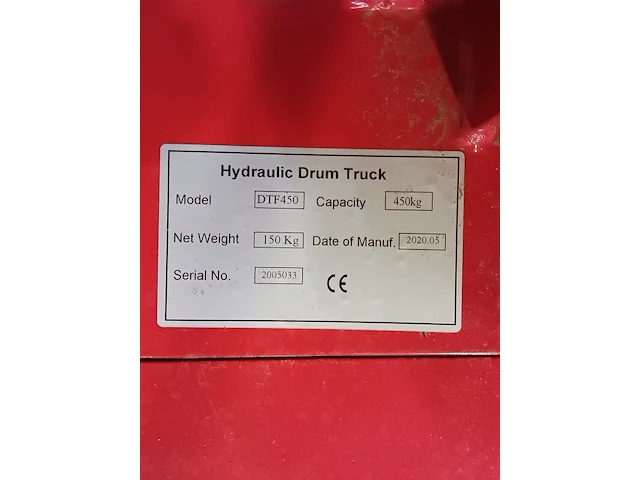 Hydraulic Drum Truck
Model DTF450 Capacity 450kg
Net Weight 150 Kg Date of Manuf. 2020.05
Serial No. 2005033 CE